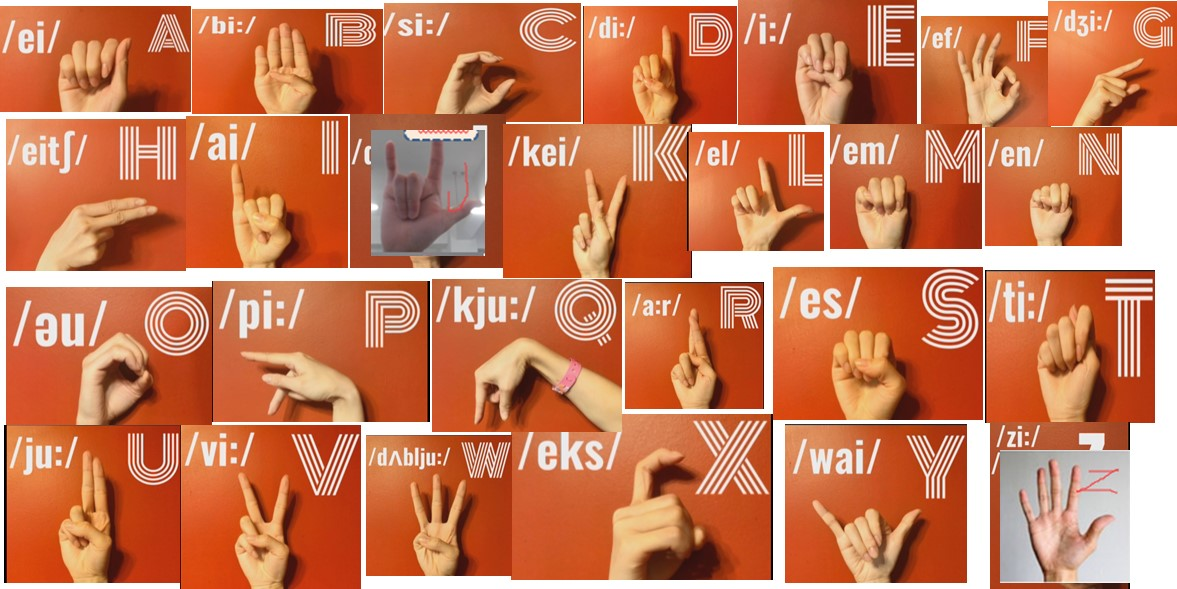 /ei/ A /bi:/ B /si:/ C /di:/ D /i:/ E /ef/ F /dʒi:/ G
/eitʃ/ H /ai/ I /d J /kei/ K /el/ L /em/ M /en/ N
/əu/ O /pi:/ P /kju:/ Q /a:r/ R /es/ S /ti:/ T
/ju:/ U /vi:/ V /dʌblju:/ W /eks/ X /wai/ Y /zi:/ Z